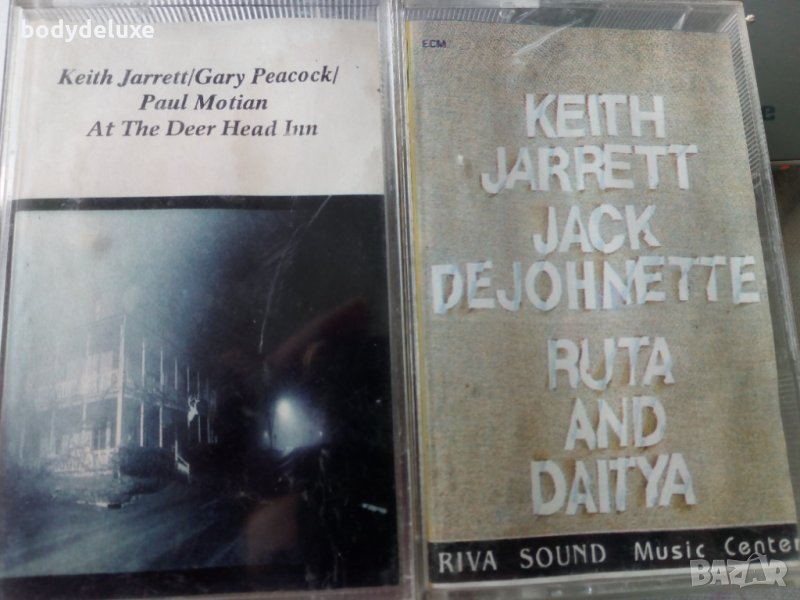 bodydeluxe
Keith Jarrett/Gary Peacock/
Paul Motian
At The Deer Head Inn
ECM
KEITH
JARRETT
JACK
DEJOHNETTE
RUTA
AND
DAITYA
RIVA SOUND Music Center
BAZAR